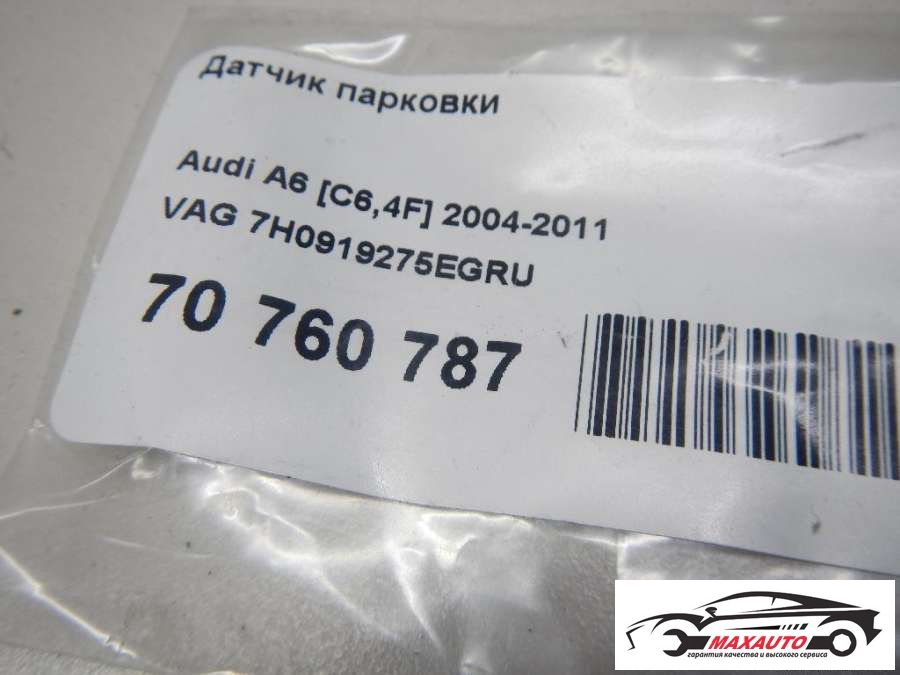 Датчик парковки
Audi A6 [C6,4F] 2004-2011
VAG 7H0919275EGRU
70 760 787
MAXAUTO
гарантия качества и высокого сервиса